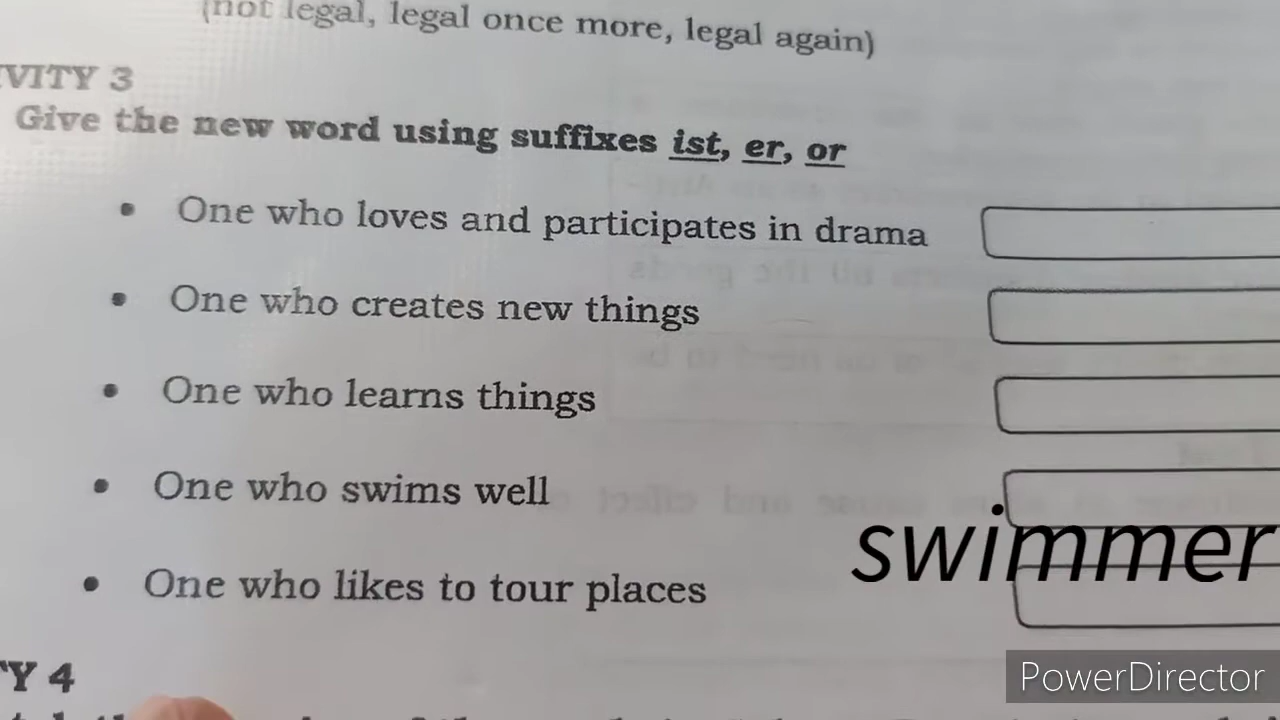 (not legal, legal once more, legal again)
VITY 3
Give the new word using suffixes ist, er, or
• One who loves and participates in drama
• One who creates new things
• One who learns things
• One who swims well
swimmer
• One who likes to tour places
Y 4
PowerDirector